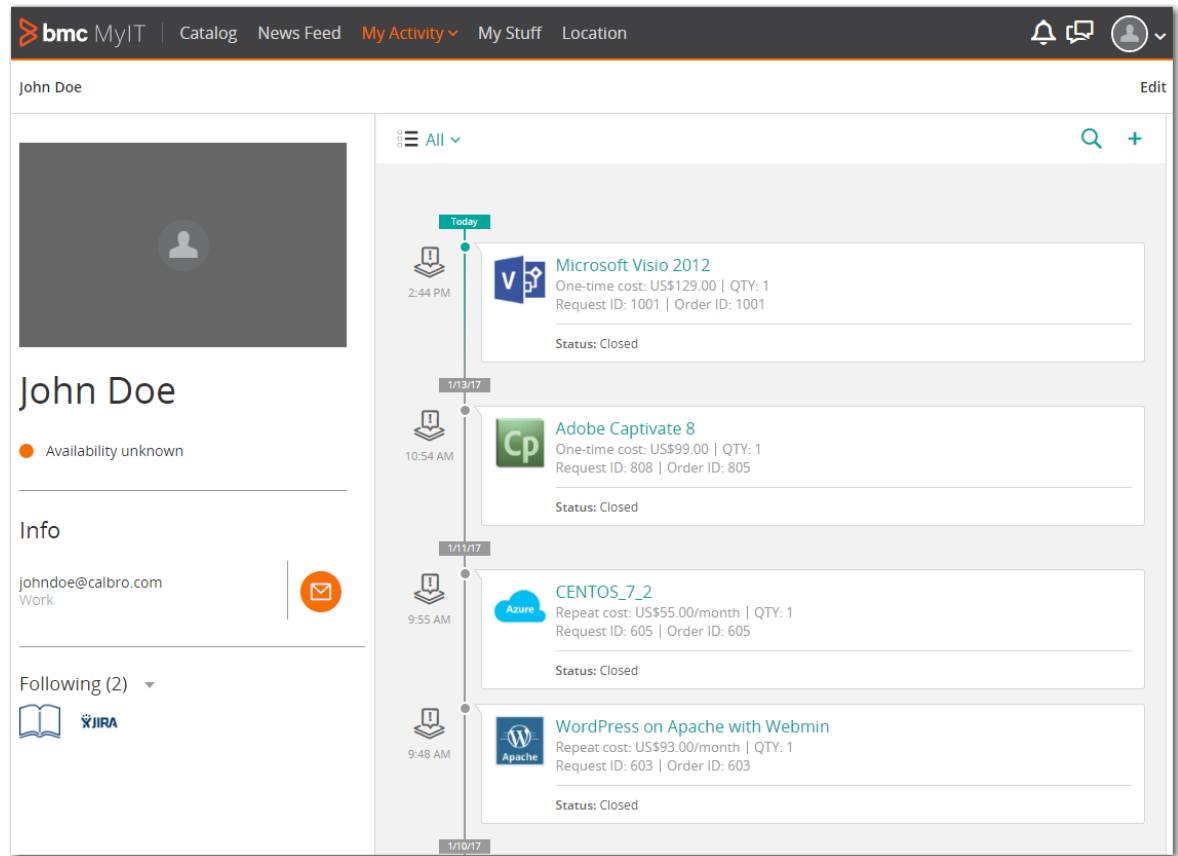 bmc MyIT Catalog News Feed My Activity My Stuff Location
John Doe Edit
All
Today
2:44 PM
Microsoft Visio 2012
One-time cost: US$129.00 | QTY: 1
Request ID: 1001 | Order ID: 1001
Status: Closed
John Doe
Availability unknown
Info
johndoe@calbro.com
Work
Following (2)
JIRA
1/13/17
10:54 AM
Cp
Adobe Captivate 8
One-time cost: US$99.00 | QTY: 1
Request ID: 808 | Order ID: 805
Status: Closed
1/11/17
9:55 AM
Azure
CENTOS_7_2
Repeat cost: US$55.00/month | QTY: 1
Request ID: 605 | Order ID: 605
Status: Closed
9:48 AM
W
Apache
WordPress on Apache with Webmin
Repeat cost: US$93.00/month | QTY: 1
Request ID: 603 | Order ID: 603
Status: Closed
1/10/17